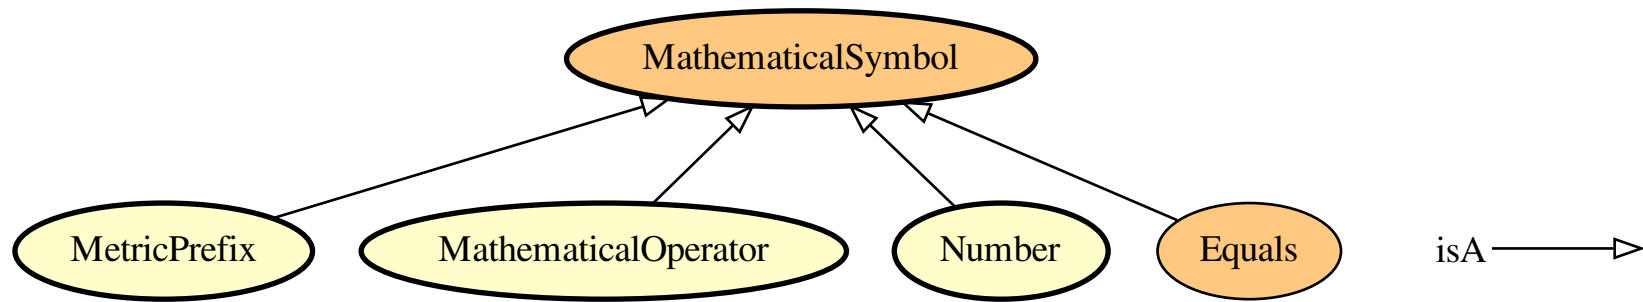 MathematicalSymbol
MetricPrefix
MathematicalOperator
Number
Equals
isA